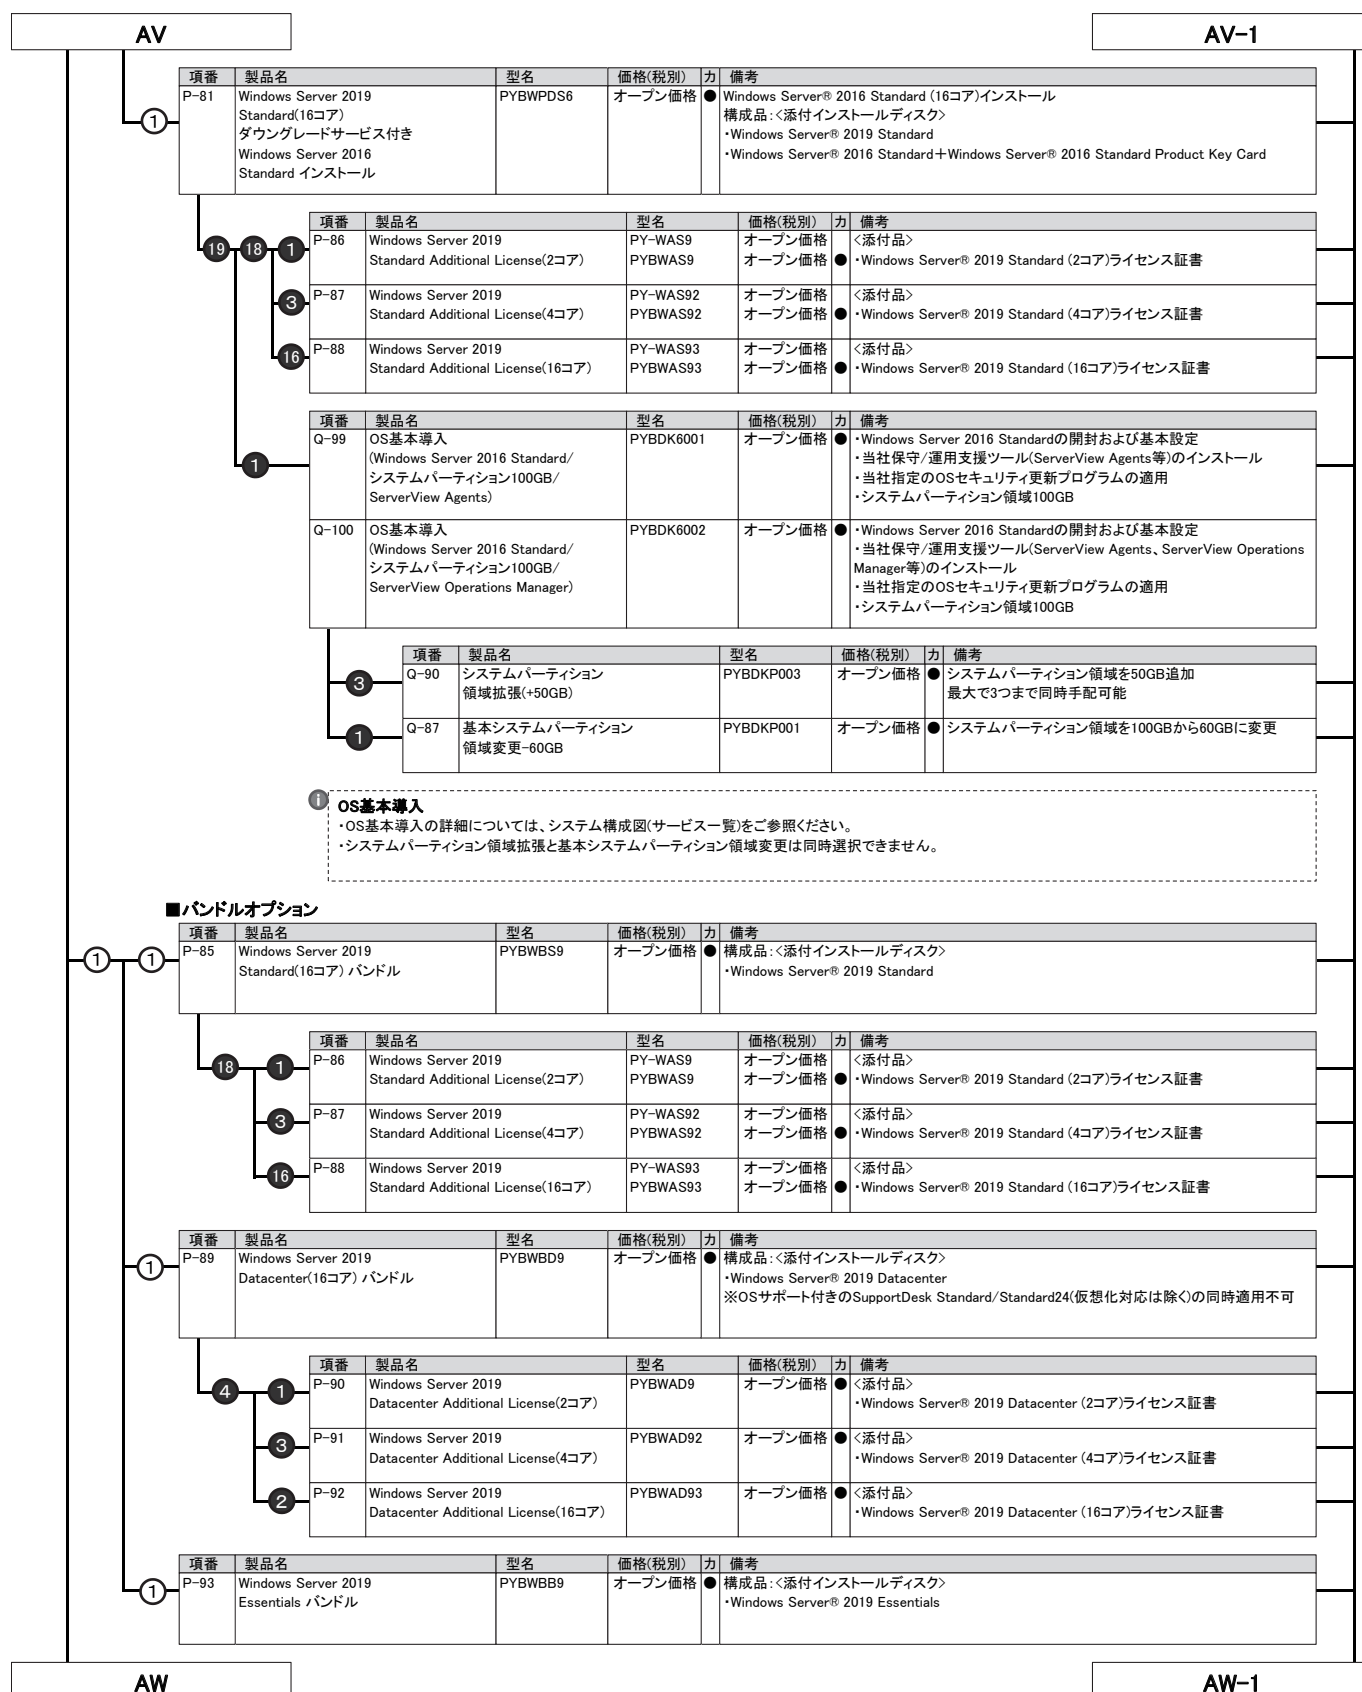 AV
AV-1
項番 製品名 型名 価格(税別) カ 備考
P-81 Windows Server 2019 PYBWPDS6 オープン価格 ● Windows Server® 2016 Standard (16コア)インストール
Standard(16コア) 構成品:<添付インストールディスク>
ダウングレードサービス付き ・Windows Server® 2019 Standard
Windows Server 2016 ・Windows Server® 2016 Standard+Windows Server® 2016 Standard Product Key Card
Standard インストール
1
項番 製品名 型名 価格(税別) カ 備考
19 18 1 P-86 Windows Server 2019 PY-WAS9 オープン価格 <添付品>
Standard Additional License(2コア) PYBWAS9 オープン価格 ● ・Windows Server® 2019 Standard (2コア)ライセンス証書
3 P-87 Windows Server 2019 PY-WAS92 オープン価格 <添付品>
Standard Additional License(4コア) PYBWAS92 オープン価格 ● ・Windows Server® 2019 Standard (4コア)ライセンス証書
16 P-88 Windows Server 2019 PY-WAS93 オープン価格 <添付品>
Standard Additional License(16コア) PYBWAS93 オープン価格 ● ・Windows Server® 2019 Standard (16コア)ライセンス証書
項番 製品名 型名 価格(税別) カ 備考
Q-99 OS基本導入 PYBDK6001 オープン価格 ● ・Windows Server 2016 Standardの開封および基本設定
(Windows Server 2016 Standard/ ・当社保守/運用支援ツール(ServerView Agents等)のインストール
1 システムパーティション100GB/ ・当社指定のOSセキュリティ更新プログラムの適用
ServerView Agents) ・システムパーティション領域100GB
Q-100 OS基本導入 PYBDK6002 オープン価格 ● ・Windows Server 2016 Standardの開封および基本設定
(Windows Server 2016 Standard/ ・当社保守/運用支援ツール(ServerView Agents、ServerView Operations
システムパーティション100GB/ Manager等)のインストール
ServerView Operations Manager) ・当社指定のOSセキュリティ更新プログラムの適用
・システムパーティション領域100GB
項番 製品名 型名 価格(税別) カ 備考
3 Q-90 システムパーティション PYBDKP003 オープン価格 ● システムパーティション領域を50GB追加
領域拡張(+50GB) 最大で3つまで同時手配可能
1 Q-87 基本システムパーティション PYBDKP001 オープン価格 ● システムパーティション領域を100GBから60GBに変更
領域変更-60GB
i OS基本導入
・OS基本導入の詳細については、システム構成図(サービス一覧)をご参照ください。
・システムパーティション領域拡張と基本システムパーティション領域変更は同時選択できません。
■バンドルオプション
項番 製品名 型名 価格(税別) カ 備考
1 1 P-85 Windows Server 2019 PYBWBS9 オープン価格 ● 構成品:<添付インストールディスク>
Standard(16コア) バンドル ・Windows Server® 2019 Standard
項番 製品名 型名 価格(税別) カ 備考
18 1 P-86 Windows Server 2019 PY-WAS9 オープン価格 <添付品>
Standard Additional License(2コア) PYBWAS9 オープン価格 ● ・Windows Server® 2019 Standard (2コア)ライセンス証書
3 P-87 Windows Server 2019 PY-WAS92 オープン価格 <添付品>
Standard Additional License(4コア) PYBWAS92 オープン価格 ● ・Windows Server® 2019 Standard (4コア)ライセンス証書
16 P-88 Windows Server 2019 PY-WAS93 オープン価格 <添付品>
Standard Additional License(16コア) PYBWAS93 オープン価格 ● ・Windows Server® 2019 Standard (16コア)ライセンス証書
項番 製品名 型名 価格(税別) カ 備考
1 P-89 Windows Server 2019 PYBWBD9 オープン価格 ● 構成品:<添付インストールディスク>
Datacenter(16コア) バンドル ・Windows Server® 2019 Datacenter
※OSサポート付きのSupportDesk Standard/Standard24(仮想化対応は除く)の同時適用不可
項番 製品名 型名 価格(税別) カ 備考
4 1 P-90 Windows Server 2019 PYBWAD9 オープン価格 ● <添付品>
Datacenter Additional License(2コア) ・Windows Server® 2019 Datacenter (2コア)ライセンス証書
3 P-91 Windows Server 2019 PYBWAD92 オープン価格 ● <添付品>
Datacenter Additional License(4コア) ・Windows Server® 2019 Datacenter (4コア)ライセンス証書
2 P-92 Windows Server 2019 PYBWAD93 オープン価格 ● <添付品>
Datacenter Additional License(16コア) ・Windows Server® 2019 Datacenter (16コア)ライセンス証書
項番 製品名 型名 価格(税別) カ 備考
1 P-93 Windows Server 2019 PYBWBB9 オープン価格 ● 構成品:<添付インストールディスク>
Essentials バンドル ・Windows Server® 2019 Essentials
AW
AW-1